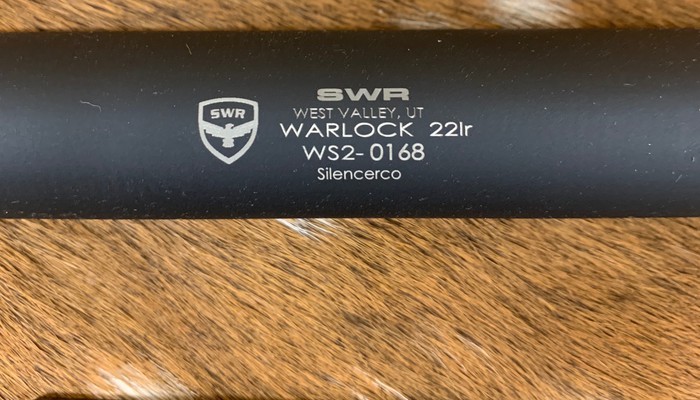 SWR
SWR
WEST VALLEY, UT
WARLOCK 22lr
WS2-0168
Silencerco